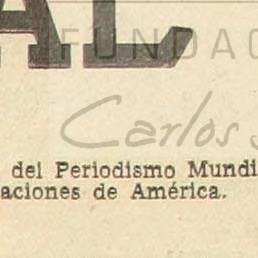 AL
FUNDAC
Carlos S
del Periodismo Mundi
aciones de América.